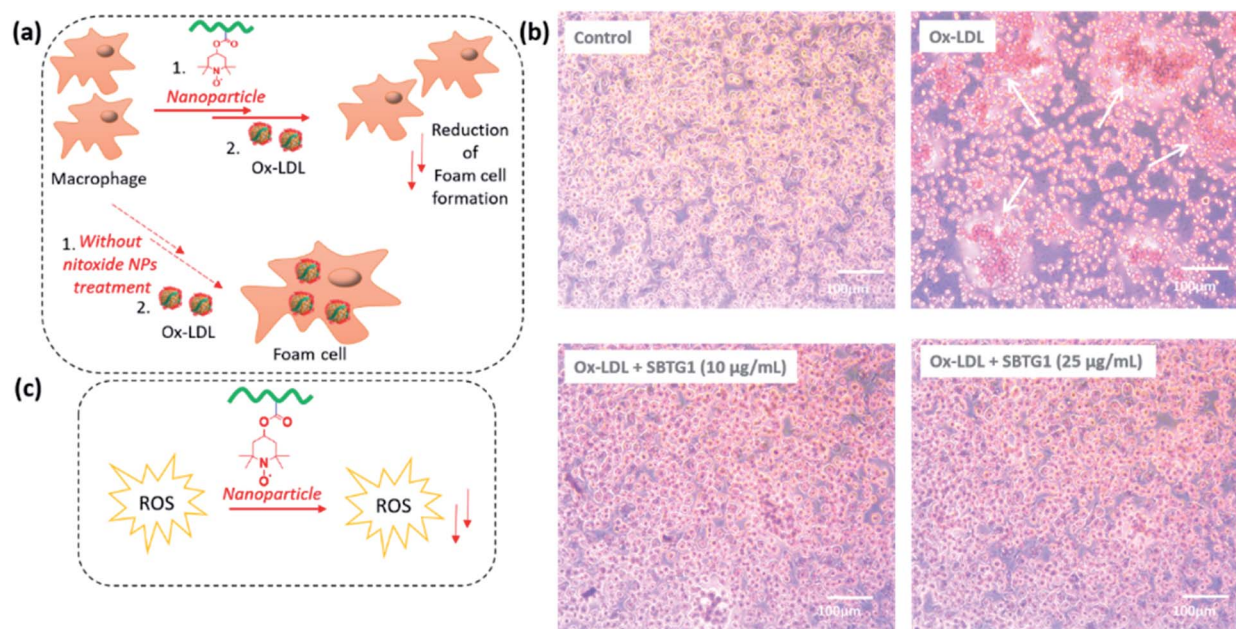 (a)
1.
Nanoparticle
2.
Ox-LDL
Macrophage
Reduction
of
Foam cell
formation
1. Without
nitoxide NPs
treatment
2.
Ox-LDL
Foam cell
(b)
Control
100µm
Ox-LDL
100µm
Ox-LDL + SBTG1 (10 µg/mL)
100µm
Ox-LDL + SBTG1 (25 µg/mL)
100µm
(c)
O
O
N
O
Nanoparticle
ROS
ROS